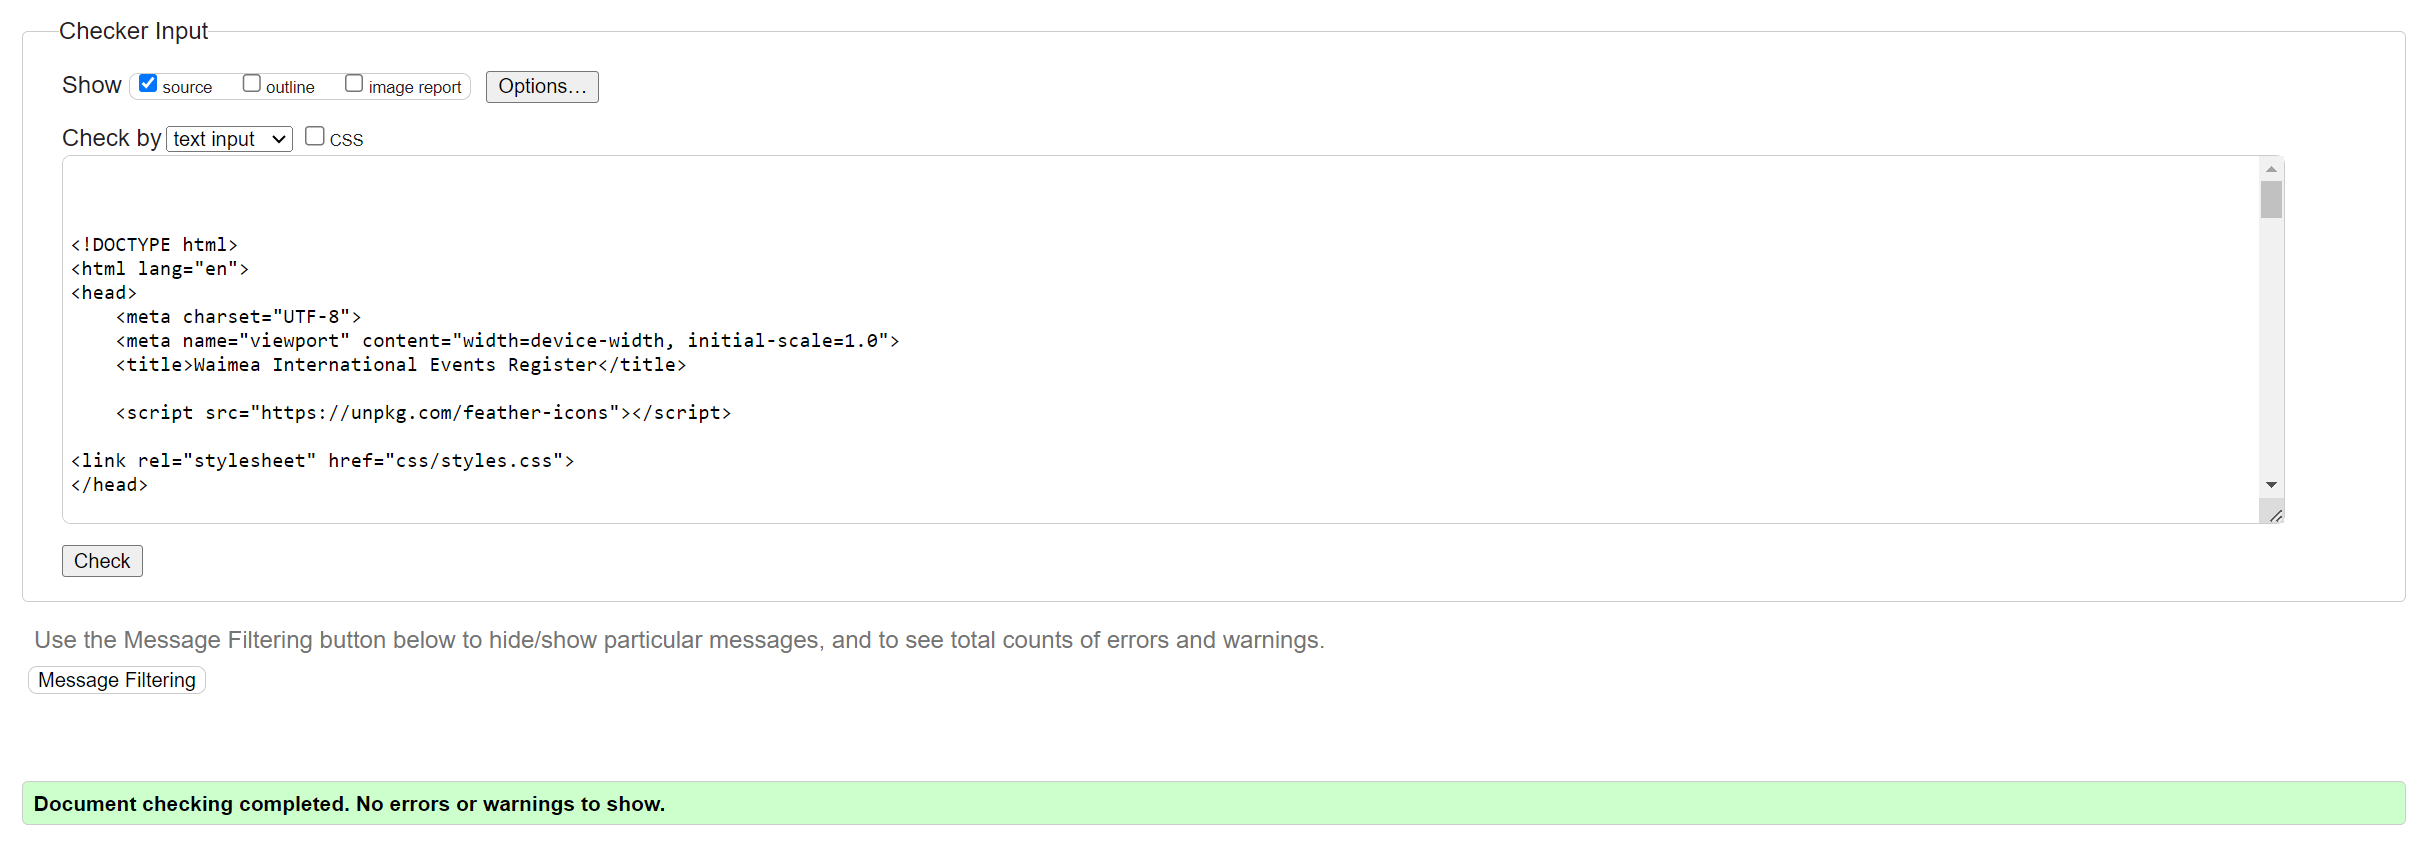 Checker Input
Show source outline image report Options...
Check by text input CSS
<!DOCTYPE html>
<html lang="en">
<head>
    <meta charset="UTF-8">
    <meta name="viewport" content="width=device-width, initial-scale=1.0">
    <title>Waimea International Events Register</title>
    <script src="https://unpkg.com/feather-icons"></script>
<link rel="stylesheet" href="css/styles.css">
</head>
Check
Use the Message Filtering button below to hide/show particular messages, and to see total counts of errors and warnings.
Message Filtering
Document checking completed. No errors or warnings to show.